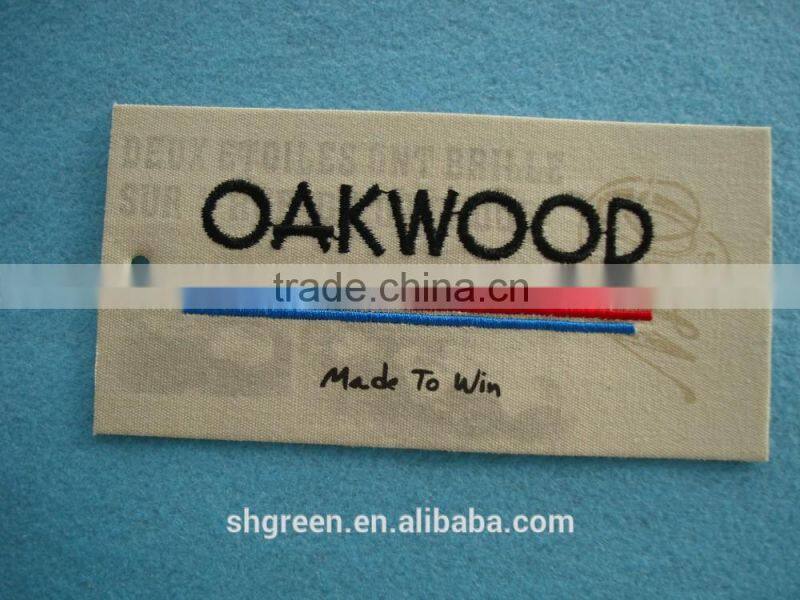 DEUX ETOILES ONT BRILLE
SUR
OAKWOOD
trade.china.cn
Made To Win
shgreen.en.alibaba.com